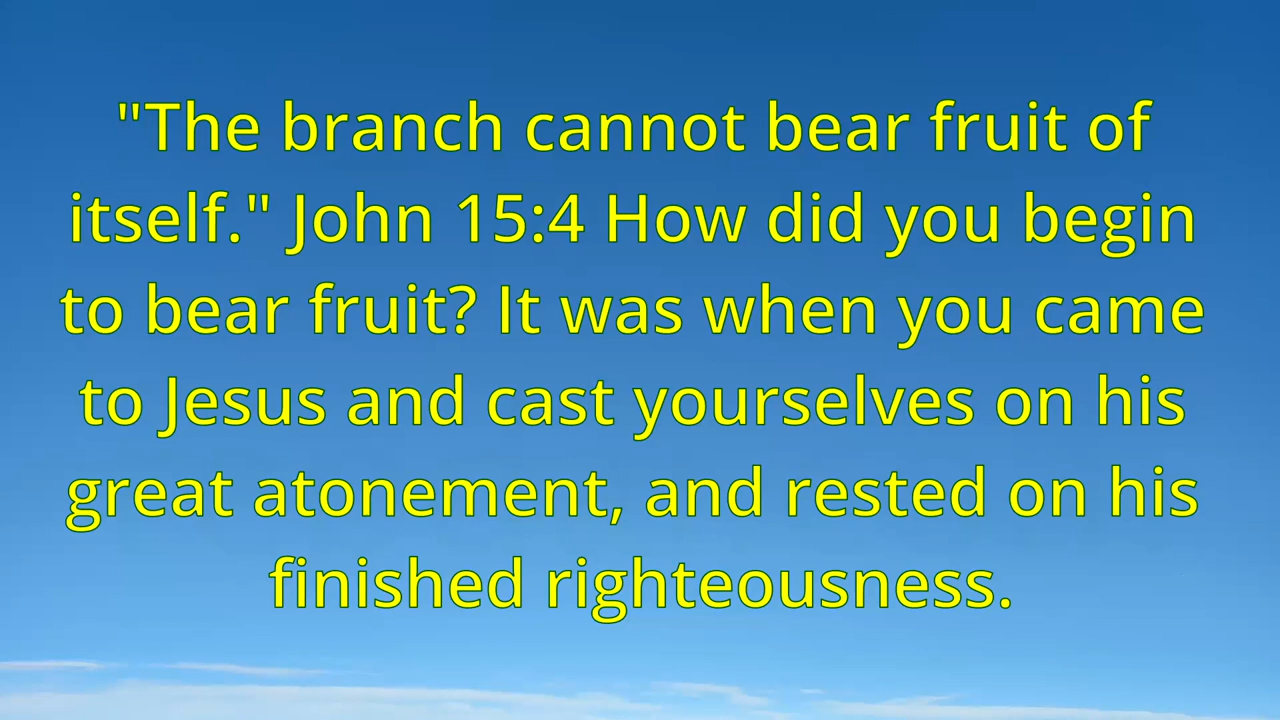 "The branch cannot bear fruit of
itself." John 15:4 How did you begin
to bear fruit? It was when you came
to Jesus and cast yourselves on his
great atonement, and rested on his
finished righteousness.